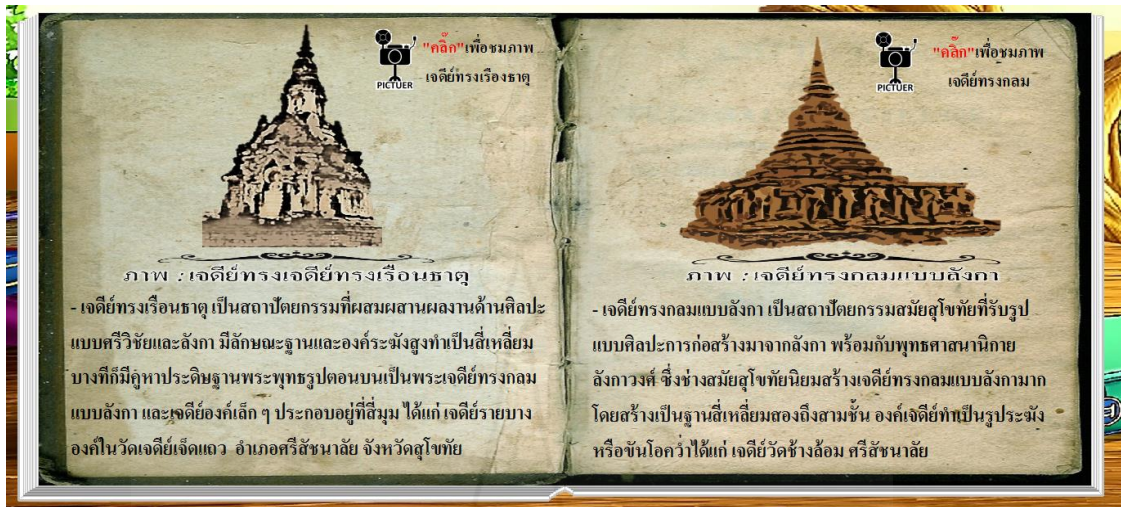 "คลิ๊ก"เพื่อชมภาพ
เจดีย์ทรงเรืองธาตุ
PICTUER
ภาพ : เจดีย์ทรงเจดีย์ทรงเรือนธาตุ
- เจดีย์ทรงเรือนธาตุ เป็นสถาปัตยกรรมที่ผสมผสานผลงานด้านศิลปะ
แบบศรีวิชัยและลังกา มีลักษณะฐานและองค์ระฆังสูงทำเป็นสี่เหลี่ยม
บางทีก็มีคูหาประดิษฐานพระพุทธรูปตอนบนเป็นพระเจดีย์ทรงกลม
แบบลังกา และเจดีย์องค์เล็ก ๆ ประกอบอยู่ที่สี่มุม ได้แก่ เจดีย์รายบาง
องค์ในวัดเจดีย์เจ็ดแถว อำเภอศรีสัชนาลัย จังหวัดสุโขทัย
"คลิ๊ก"เพื่อชมภาพ
เจดีย์ทรงกลม
PICTUER
ภาพ : เจดีย์ทรงกลมแบบลังกา
- เจดีย์ทรงกลมแบบลังกา เป็นสถาปัตยกรรมสมัยสุโขทัยที่รับรูป
แบบศิลปะการก่อสร้างมาจากลังกา พร้อมกับพุทธศาสนานิกาย
ลังกาวงศ์ ซึ่งช่างสมัยสุโขทัยนิยมสร้างเจดีย์ทรงกลมแบบลังกามาก
โดยสร้างเป็นฐานสี่เหลี่ยมสองถึงสามชั้น องค์เจดีย์ทำเป็นรูประฆัง
หรือขันโอคว่ำได้แก่ เจดีย์วัดช้างล้อม ศรีสัชนาลัย